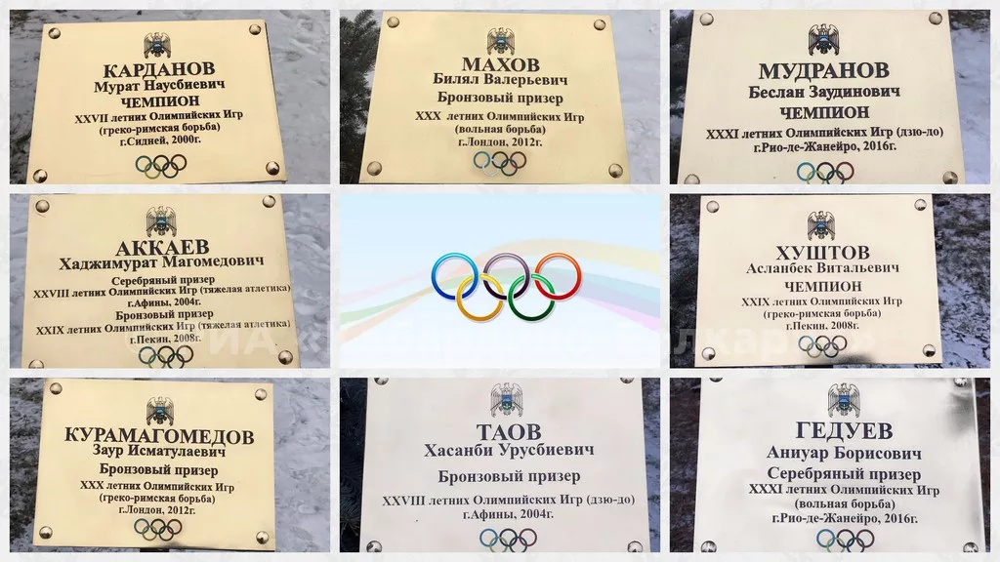 КАРДАНОВ
Мурат Наусбиевич
ЧЕМПИОН
XXVII летних Олимпийских Игр
(греко-римская борьба)
г.Сидней, 2000г.
МАХОВ
Билял Валерьевич
Бронзовый призер
XXX летних Олимпийских Игр
(вольная борьба)
г.Лондон, 2012г.
МУДРАНОВ
Беслан Заудинович
ЧЕМПИОН
XXXI летних Олимпийских Игр (дзю-до)
г.Рио-де-Жанейро, 2016г.
АККАЕВ
Хаджимурат Магомедович
Серебряный призер
XXVIII летних Олимпийских Игр (тяжелая атлетика)
г.Афины, 2004г.
Бронзовый призер
XXIX летних Олимпийских Игр (тяжелая атлетика)
г.Пекин, 2008г.
ХУШТОВ
Асланбек Витальевич
ЧЕМПИОН
XXIX летних Олимпийских Игр
(греко-римская борьба)
г.Пекин, 2008г.
КУРАМАГОМЕДОВ
Заур Исматулаевич
Бронзовый призер
XXX летних Олимпийских Игр
(греко-римская борьба)
г.Лондон, 2012г.
ТАОВ
Хасанби Урусбиевич
Бронзовый призер
XXVIII летних Олимпийских Игр (дзю-до)
г.Афины, 2004г.
ГЕДУЕВ
Аниуар Борисович
Серебряный призер
XXXI летних Олимпийских Игр
(вольная борьба)
г.Рио-де-Жанейро, 2016г.